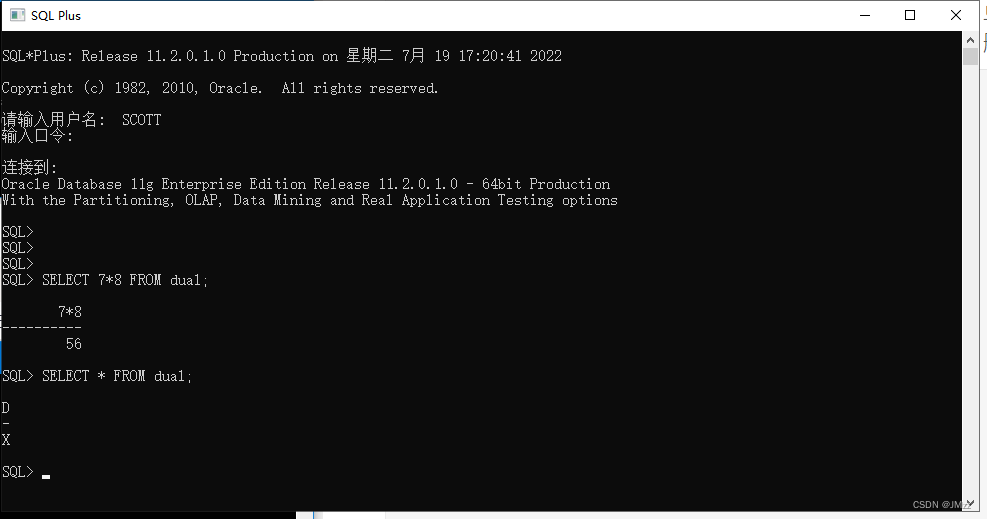 SQL Plus
SQL*Plus: Release 11.2.0.1.0 Production on 星期二 7月 19 17:20:41 2022
Copyright (c) 1982, 2010, Oracle.  All rights reserved.
请输入用户名:  SCOTT
输入口令:
连接到:
Oracle Database 11g Enterprise Edition Release 11.2.0.1.0 - 64bit Production
With the Partitioning, OLAP, Data Mining and Real Application Testing options
SQL>
SQL>
SQL>
SQL> SELECT 7*8 FROM dual;
7*8
----------
56
SQL> SELECT * FROM dual;
D
-
X
SQL>
CSDN